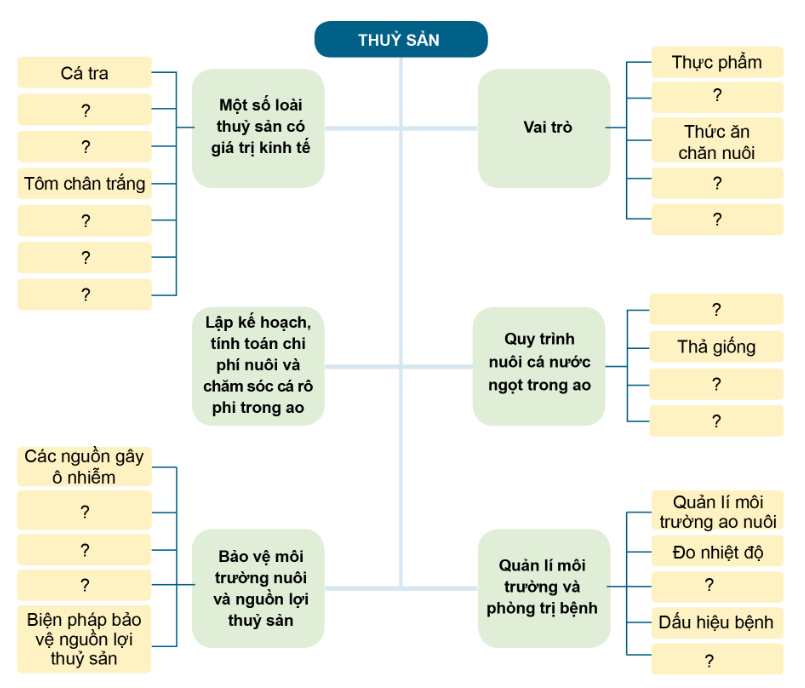 THUỶ SẢN
Cá tra
?
?
Tôm chân trắng
?
?
?
Một số loài
thuỷ sản có
giá trị kinh tế
Vai trò
Thực phẩm
?
Thức ăn
chăn nuôi
?
?
Lập kế hoạch,
tính toán chi
phí nuôi và
chăm sóc cá rô
phi trong ao
Quy trình
nuôi cá nước
ngọt trong ao
?
Thả giống
?
?
Các nguồn gây
ô nhiễm
?
?
?
Biện pháp bảo
vệ nguồn lợi
thuỷ sản
Bảo vệ môi
trường nuôi
và nguồn lợi
thuỷ sản
Quản lí môi
trường và
phòng trị bệnh
Quản lí môi
trường ao nuôi
Đo nhiệt độ
?
Dấu hiệu bệnh
?